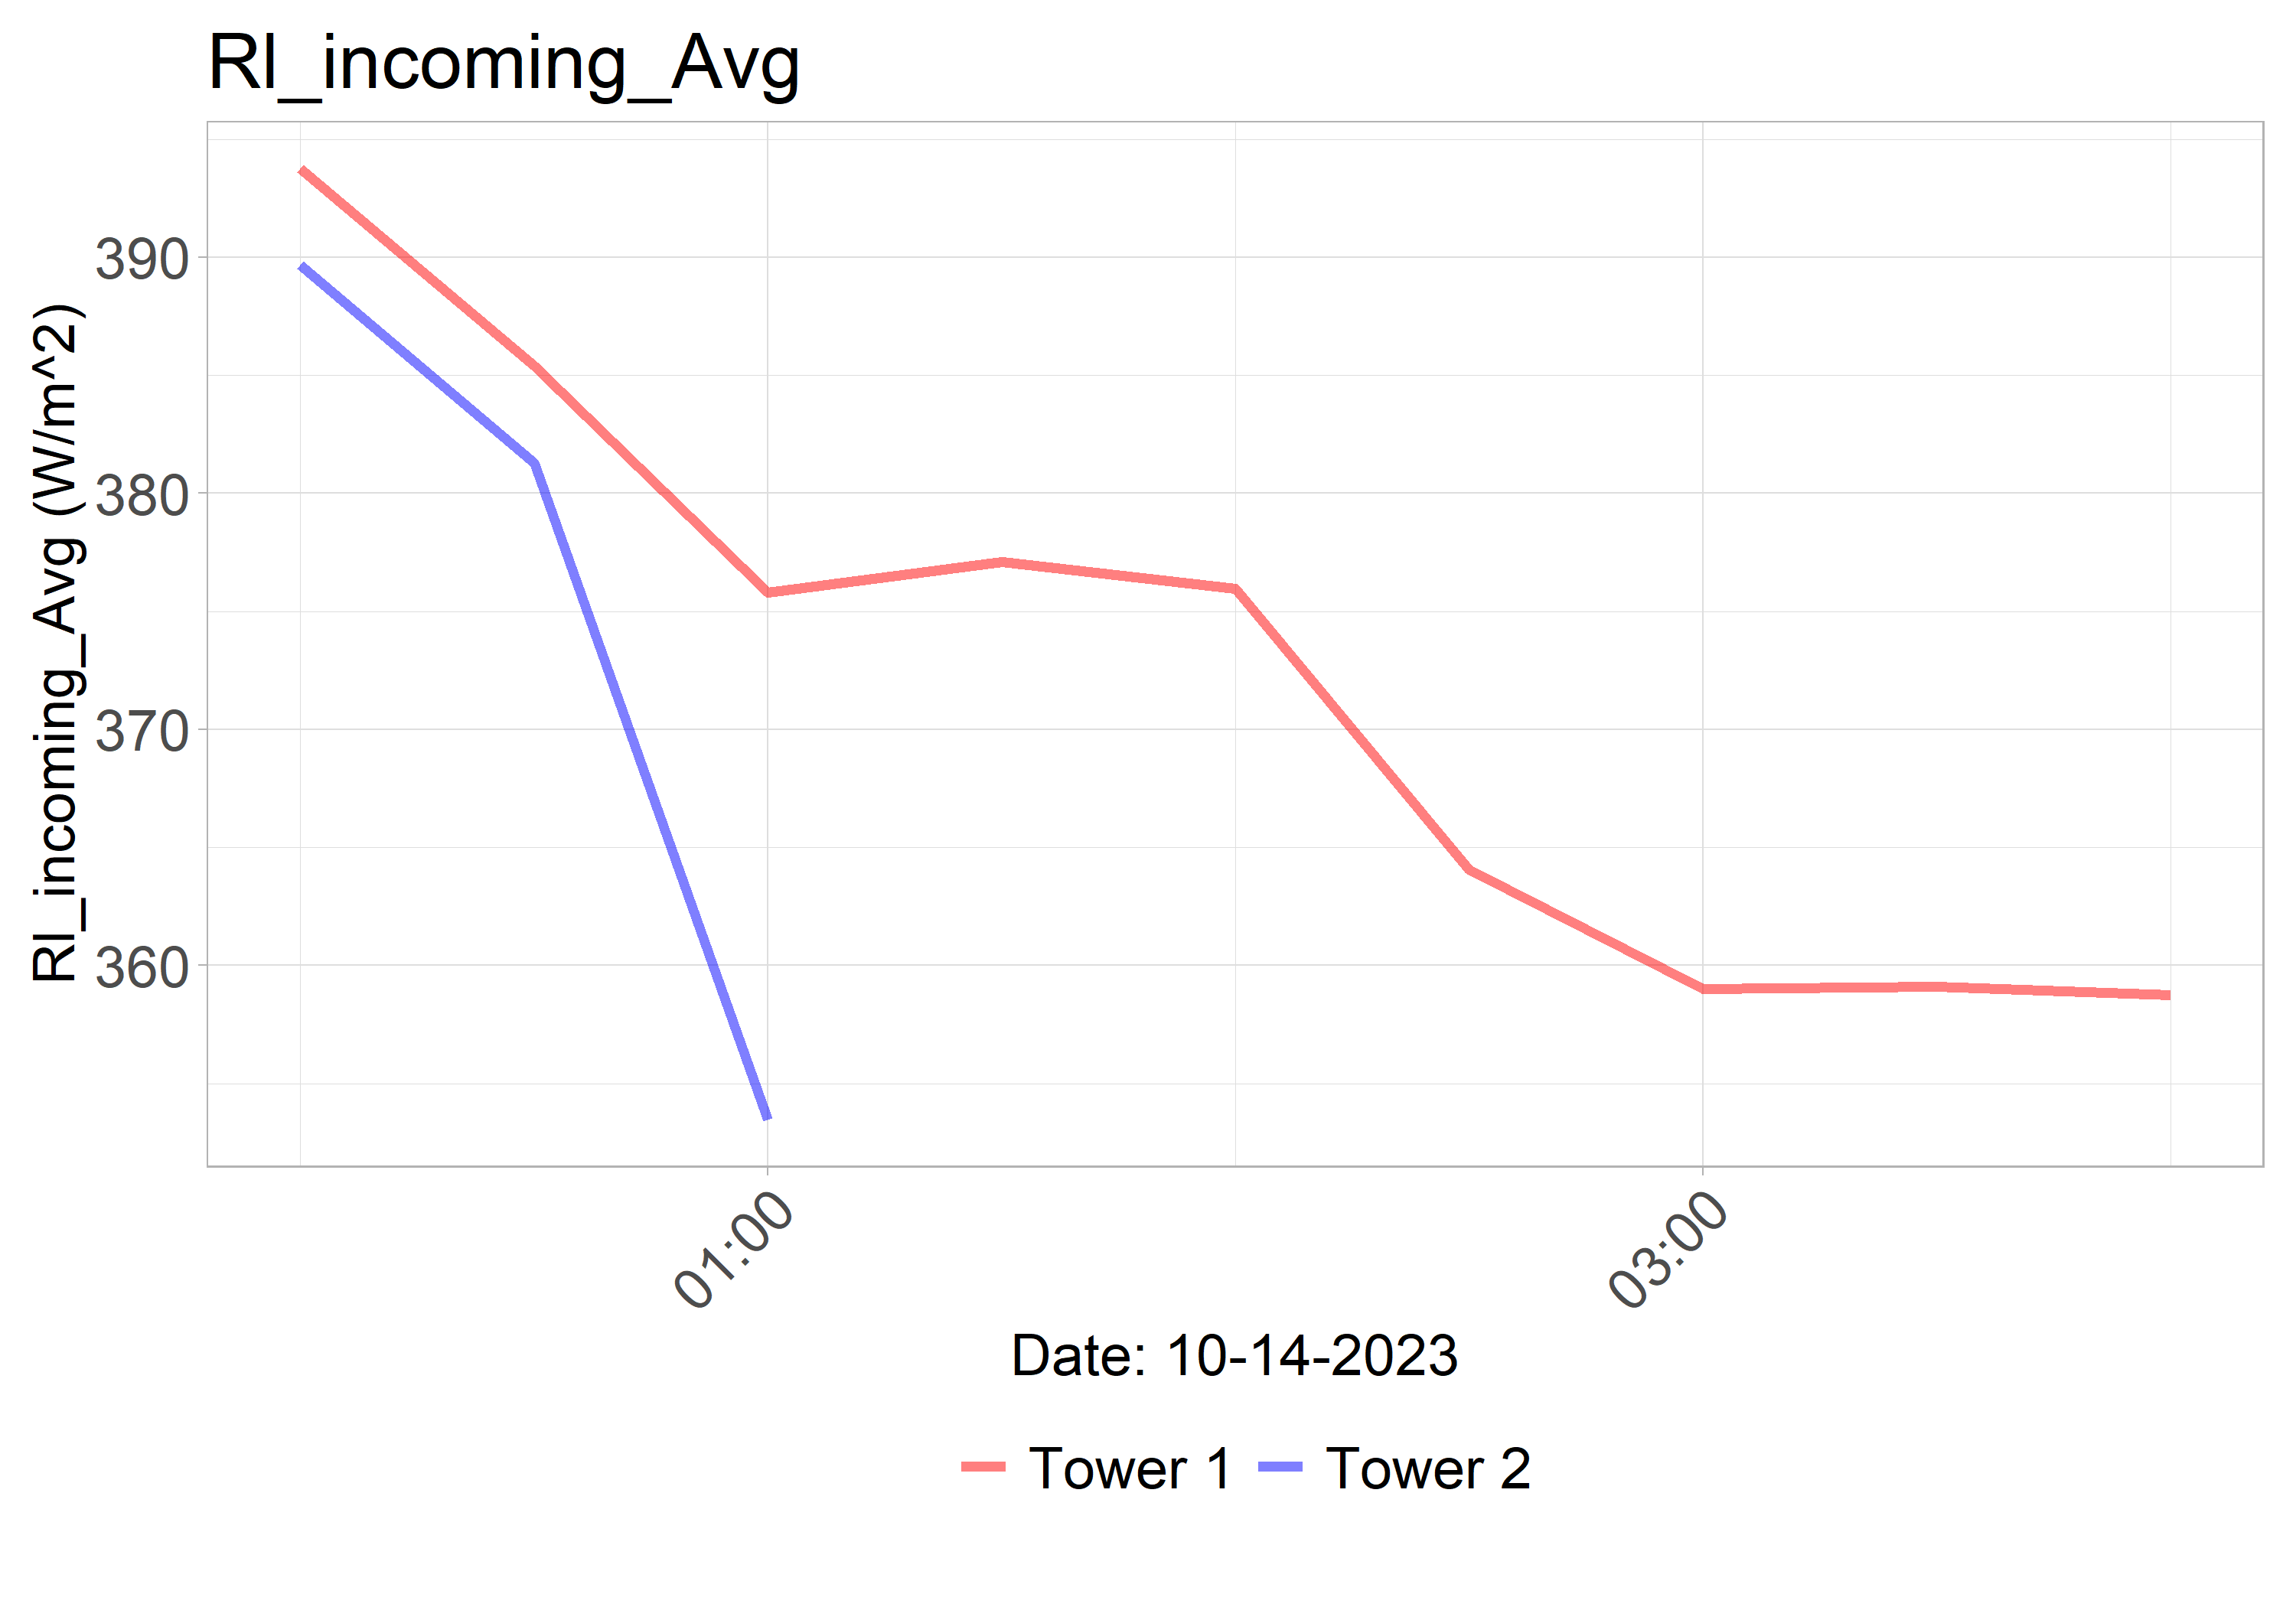 Rl_incoming_Avg
Rl_incoming_Avg (W/m^2)
390
380
370
360
01:00
03:00
Date: 10-14-2023
Tower 1
Tower 2